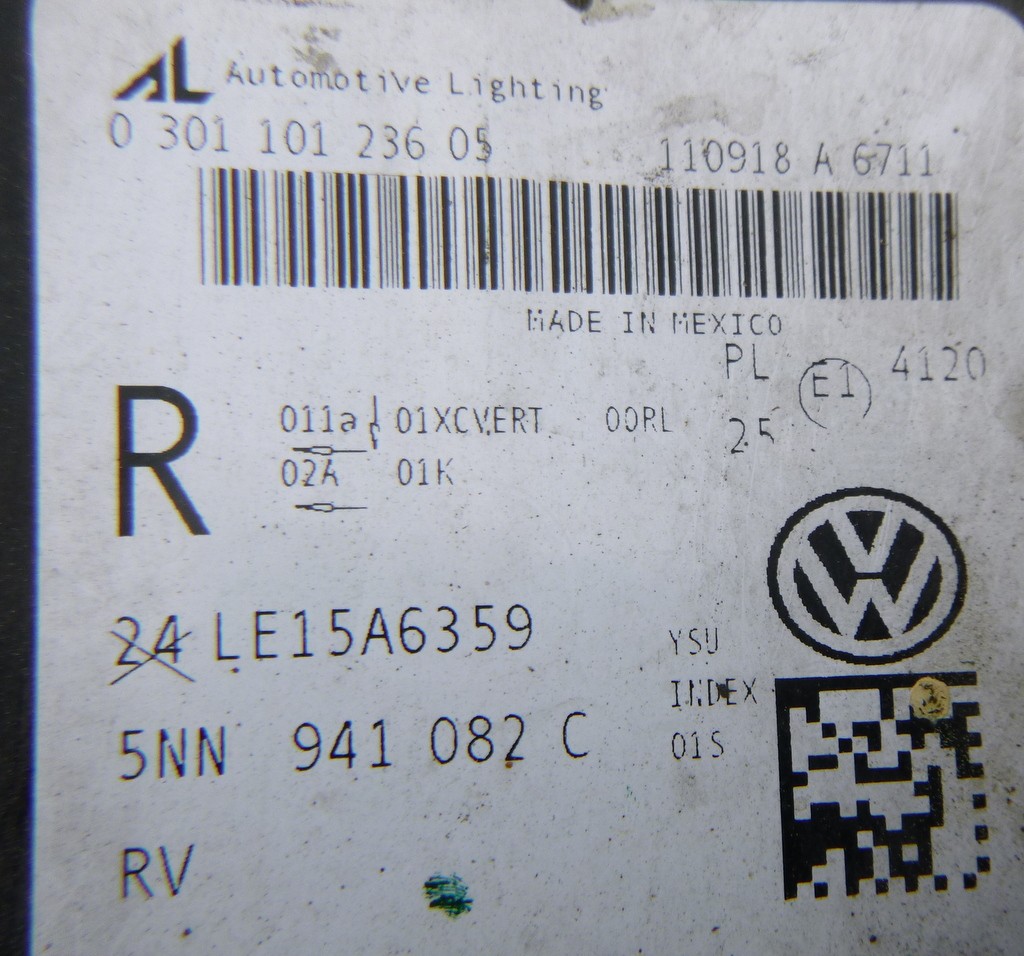 AL Automotive Lighting
0 301 101 236 05
110918 A 6711
MADE IN MEXICO
PL E1 4120
R 011a 01XCVERT 00RL 25
02A 01K
24 LE15A6359
YSU
INDEX
01S
5NN 941 082 C
RV